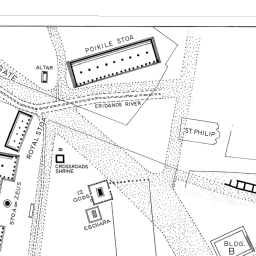 POIKILE STOA
ALTAR
ERIDANOS RIVER
ROYAL STOA
ST. PHILIP
CROSSROADS
SHRINE
12
GODS
ESCHARA
STOA OF ZEUS
BLDG.
B